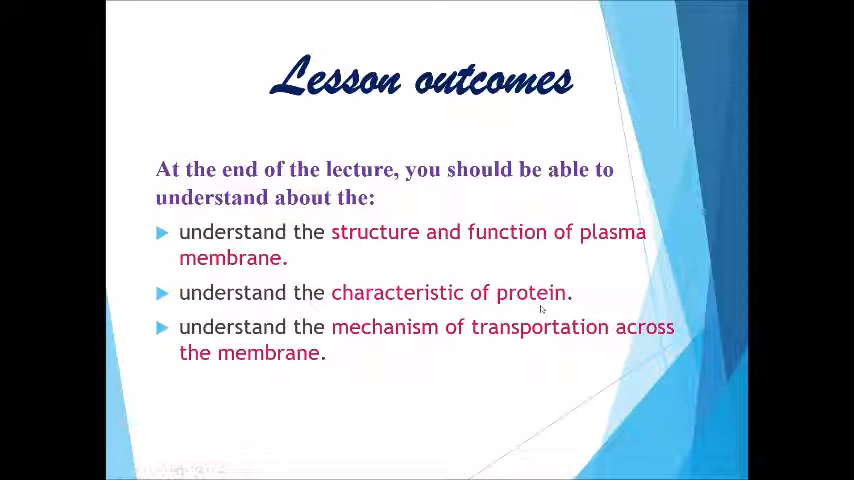 Lesson outcomes
At the end of the lecture, you should be able to
understand about the:
understand the structure and function of plasma
membrane.
understand the characteristic of protein.
understand the mechanism of transportation across
the membrane.